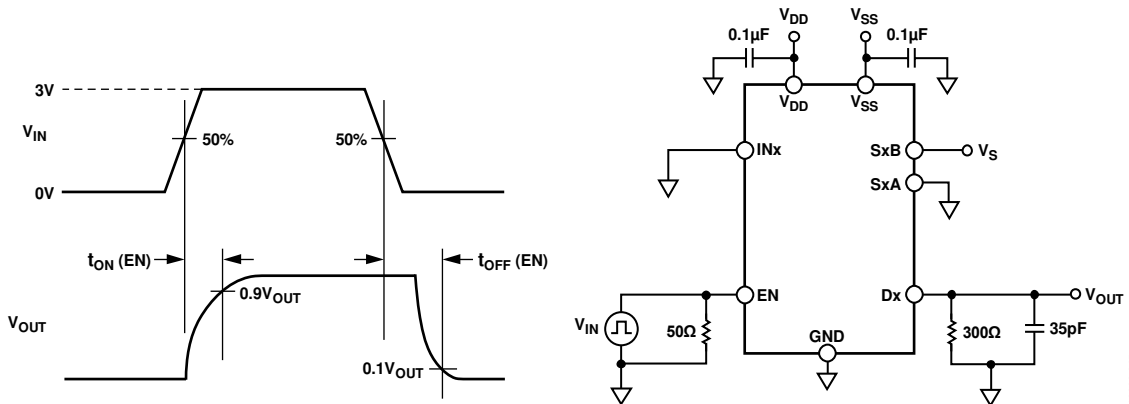 3V
V_IN
50%
50%
0V
t_ON (EN)
t_OFF (EN)
0.9V_OUT
V_OUT
0.1V_OUT
V_DD
V_SS
0.1µF
0.1µF
V_DD
V_SS
INx
SxB
V_S
SxA
EN
Dx
V_OUT
V_IN
50Ω
GND
300Ω
35pF